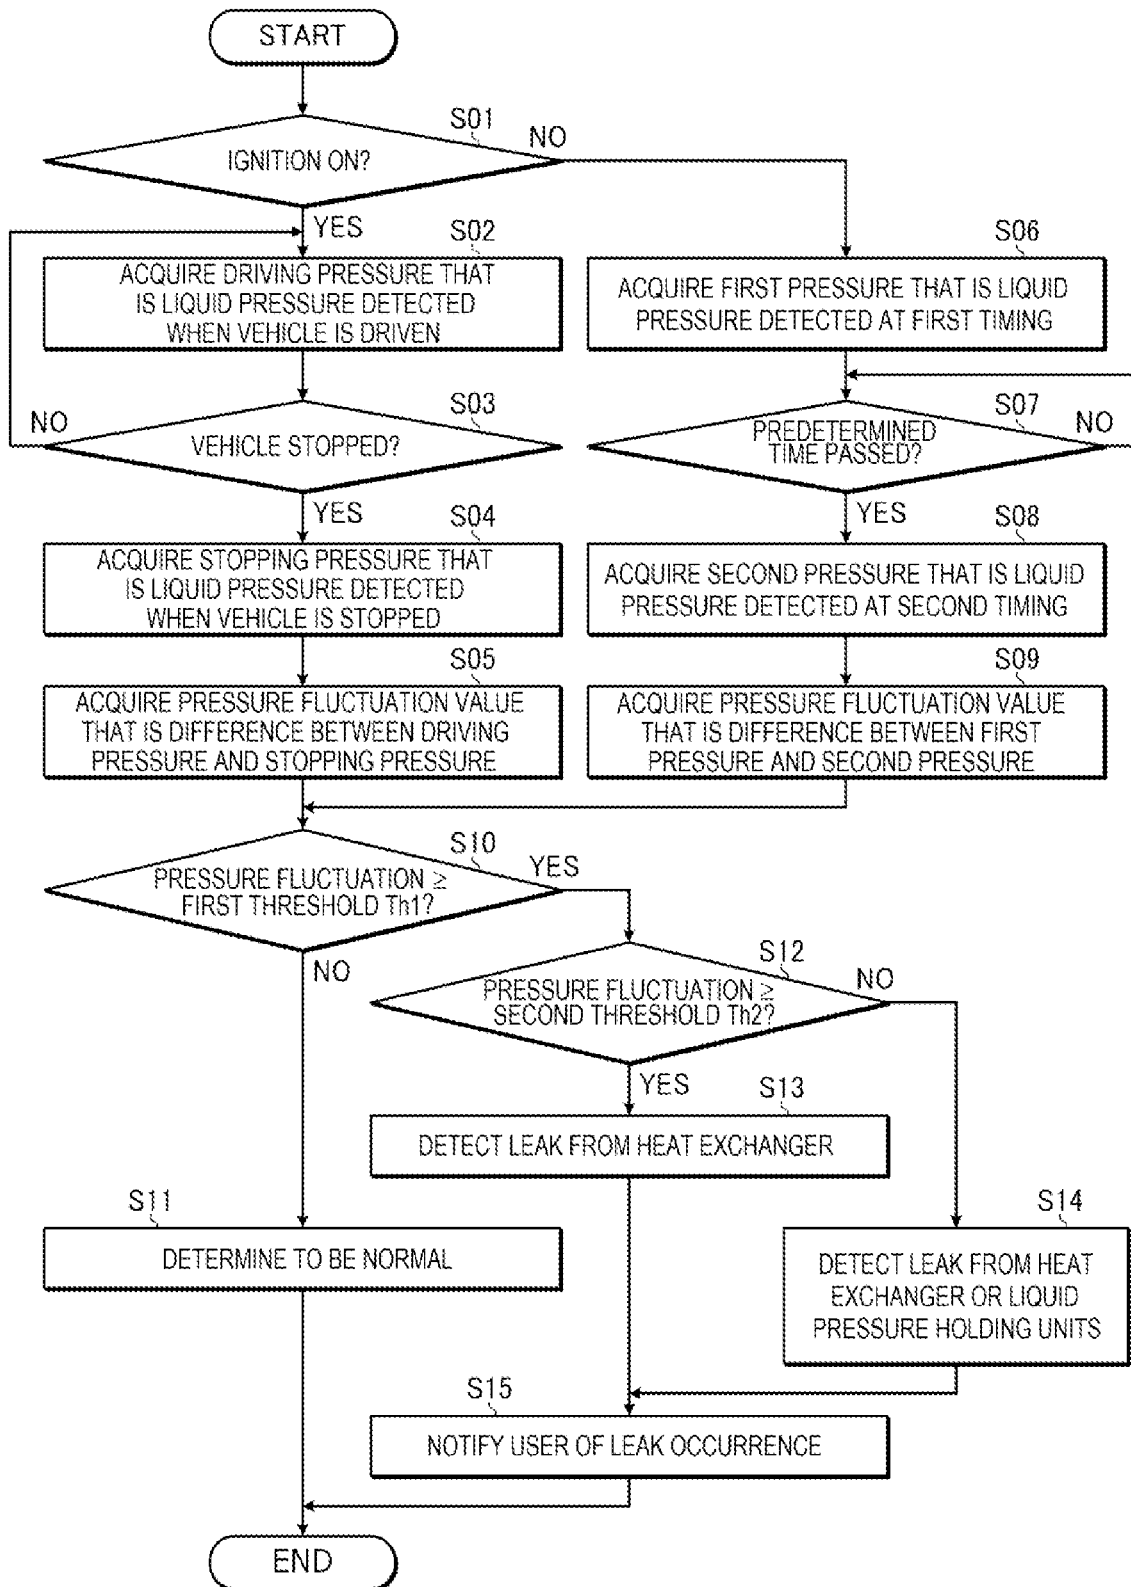 START
S01
NO
IGNITION ON?
YES
S02
ACQUIRE DRIVING PRESSURE THAT
IS LIQUID PRESSURE DETECTED
WHEN VEHICLE IS DRIVEN
S06
ACQUIRE FIRST PRESSURE THAT IS LIQUID
PRESSURE DETECTED AT FIRST TIMING
S03
NO
VEHICLE STOPPED?
YES
S07
PREDETERMINED
TIME PASSED?
NO
YES
S04
ACQUIRE STOPPING PRESSURE THAT
IS LIQUID PRESSURE DETECTED
WHEN VEHICLE IS STOPPED
S08
ACQUIRE SECOND PRESSURE THAT IS LIQUID
PRESSURE DETECTED AT SECOND TIMING
S05
ACQUIRE PRESSURE FLUCTUATION VALUE
THAT IS DIFFERENCE BETWEEN DRIVING
PRESSURE AND STOPPING PRESSURE
S09
ACQUIRE PRESSURE FLUCTUATION VALUE
THAT IS DIFFERENCE BETWEEN FIRST
PRESSURE AND SECOND PRESSURE
S10
YES
PRESSURE FLUCTUATION ≥
FIRST THRESHOLD Th1?
NO
S12
NO
PRESSURE FLUCTUATION ≥
SECOND THRESHOLD Th2?
YES
S13
DETECT LEAK FROM HEAT EXCHANGER
S11
DETERMINE TO BE NORMAL
S14
DETECT LEAK FROM HEAT
EXCHANGER OR LIQUID
PRESSURE HOLDING UNITS
S15
NOTIFY USER OF LEAK OCCURRENCE
END